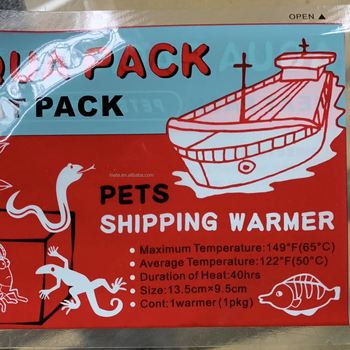 OPEN ▲
QUA PACK
PACK
PETS
SHIPPING WARMER
• Maximum Temperature:149°F(65°C)
• Average Temperature:122°F(50°C)
• Duration of Heat:40hrs
• Size:13.5cm×9.5cm
• Cont:1warmer(1pkg)